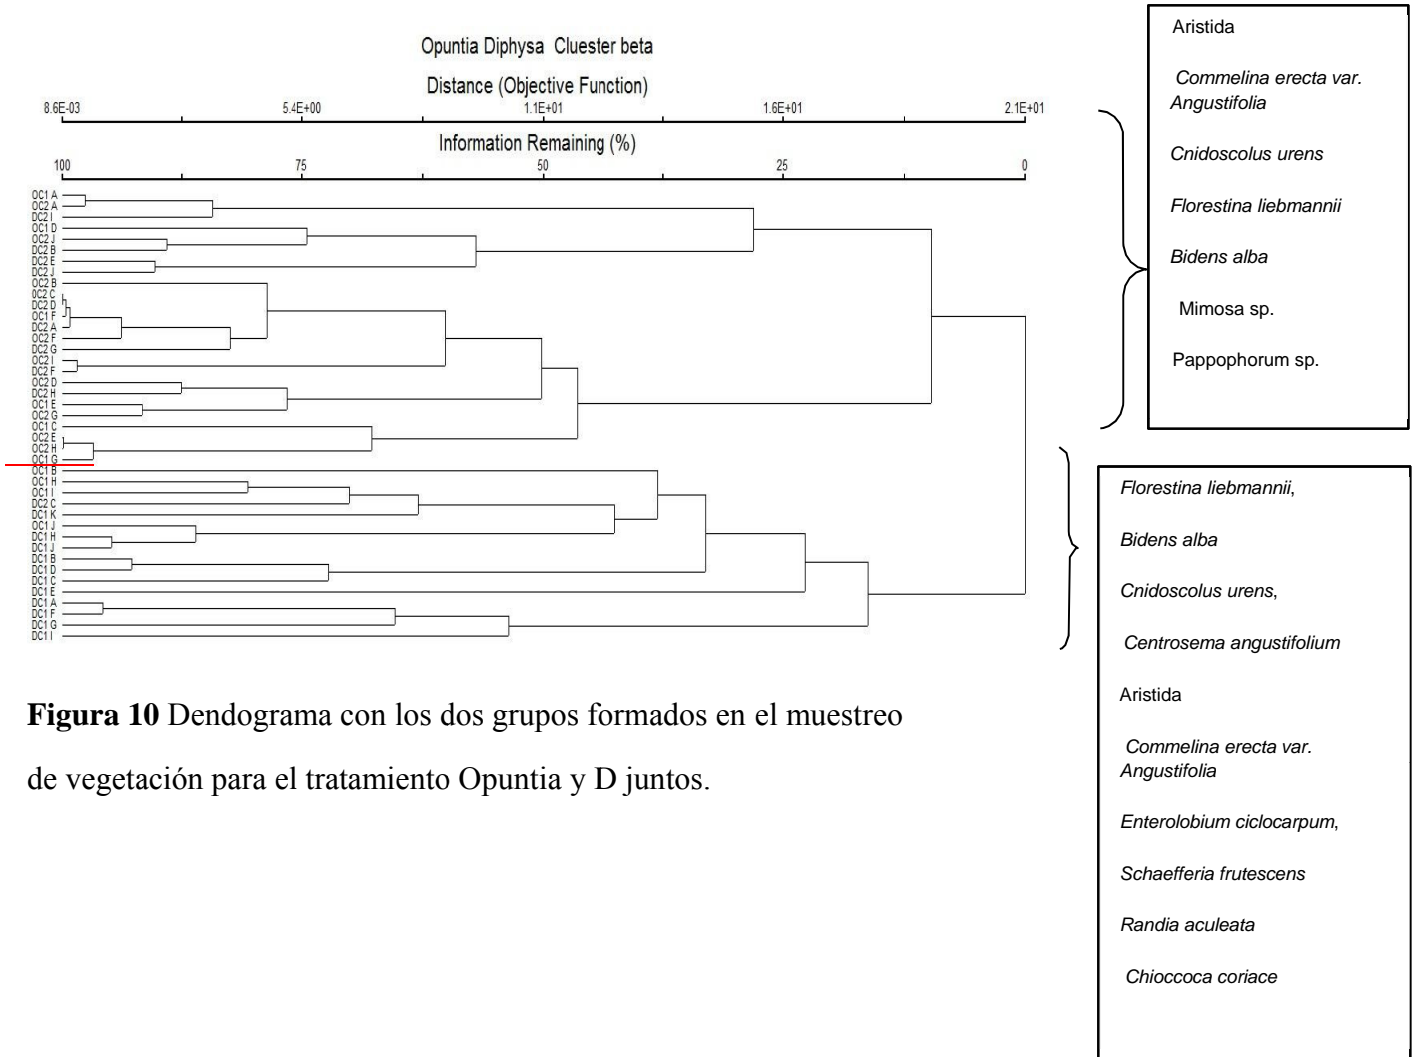 Opuntia Diphysa Cluester beta
Distance (Objective Function)
8.6E-03 5.4E+00 1.1E+01 1.6E+01 2.1E+01
Information Remaining (%)
100 75 50 25 0
OC1 A
OC2 A
DC2 I
OC1 D
OC2 J
DC2 B
DC2 E
DC2 J
OC2 B
OC2 C
DC2 D
OC1 F
DC2 A
OC2 F
DC2 G
OC2 I
DC2 F
OC2 D
DC2 H
OC1 E
OC2 G
OC1 C
OC2 E
OC2 H
OC1 G
OC1 B
OC1 H
OC1 I
DC2 C
DC1 K
OC1 J
DC1 H
DC1 J
DC1 B
DC1 D
DC1 C
DC1 E
DC1 A
DC1 F
DC1 G
DC1 I
Aristida
Commelina erecta var.
Angustifolia
Cnidoscolus urens
Florestina liebmannii
Bidens alba
Mimosa sp.
Pappophorum sp.
Florestina liebmannii,
Bidens alba
Cnidoscolus urens,
Centrosema angustifolium
Aristida
Commelina erecta var.
Angustifolia
Enterolobium ciclocarpum,
Schaefferia frutescens
Randia aculeata
Chioccoca coriace
Figura 10 Dendograma con los dos grupos formados en el muestreo
de vegetación para el tratamiento Opuntia y D juntos.